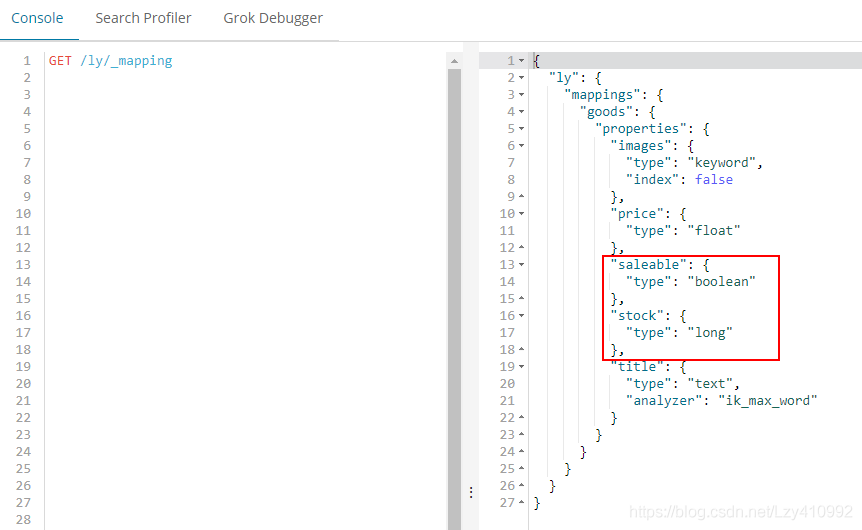 Console Search Profiler Grok Debugger
1 GET /ly/_mapping
2
3
4
5
6
7
8
9
10
11
12
13
14
15
16
17
18
19
20
21
22
23
24
25
26
27
28
1 {
2 "ly": {
3 "mappings": {
4 "goods": {
5 "properties": {
6 "images": {
7 "type": "keyword",
8 "index": false
9 },
10 "price": {
11 "type": "float"
12 },
13 "saleable": {
14 "type": "boolean"
15 },
16 "stock": {
17 "type": "long"
18 },
19 "title": {
20 "type": "text",
21 "analyzer": "ik_max_word"
22 }
23 }
24 }
25 }
26 }
27 }
https://blog.csdn.net/Lzy410992